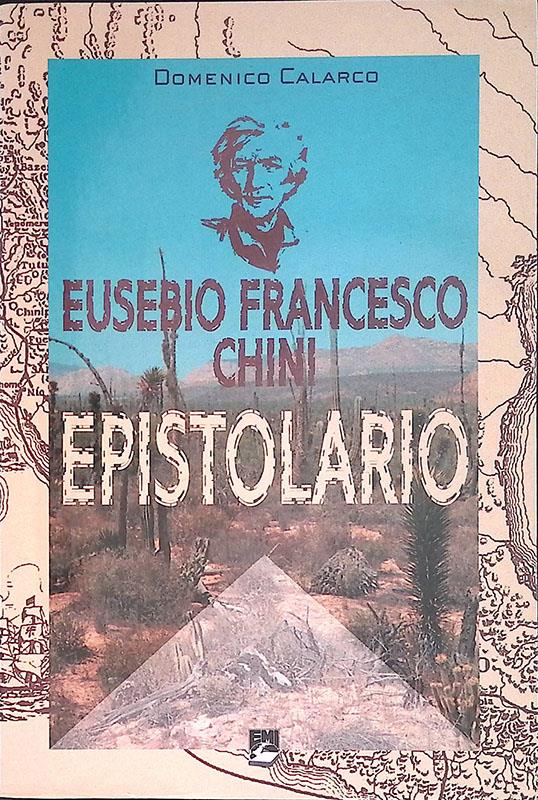 DOMENICO CALARCO
EUSEBIO FRANCESCO
CHINI
EPISTOLARIO
EMI